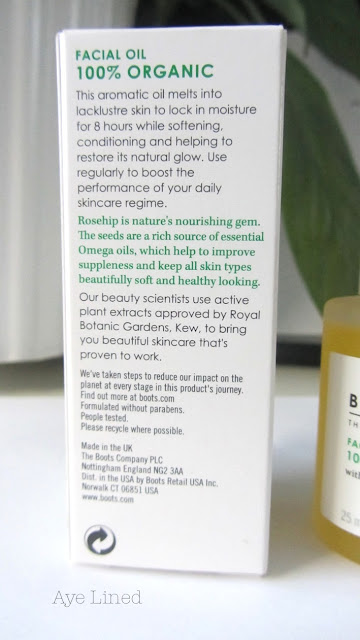 FACIAL OIL
100% ORGANIC
This aromatic oil melts into
lacklustre skin to lock in moisture
for 8 hours while softening,
conditioning and helping to
restore its natural glow. Use
regularly to boost the
performance of your daily
skincare regime.
Rosehip is nature's nourishing gem.
The seeds are a rich source of essential
Omega oils, which help to improve
suppleness and keep all skin types
beautifully soft and healthy looking.
Our beauty scientists use active
plant extracts approved by Royal
Botanic Gardens, Kew, to bring
you beautiful skincare that's
proven to work.
We've taken steps to reduce our impact on the
planet at every stage in this product's journey.
Find out more at boots.com
Formulated without parabens.
People tested.
Please recycle where possible.
Made in the UK
The Boots Company PLC
Nottingham England NG2 3AA
Dist. in the USA by Boots Retail USA Inc.
Norwalk CT 06851 USA
www.boots.com
B
TH
FA
10
with
25 m
Aye Lined